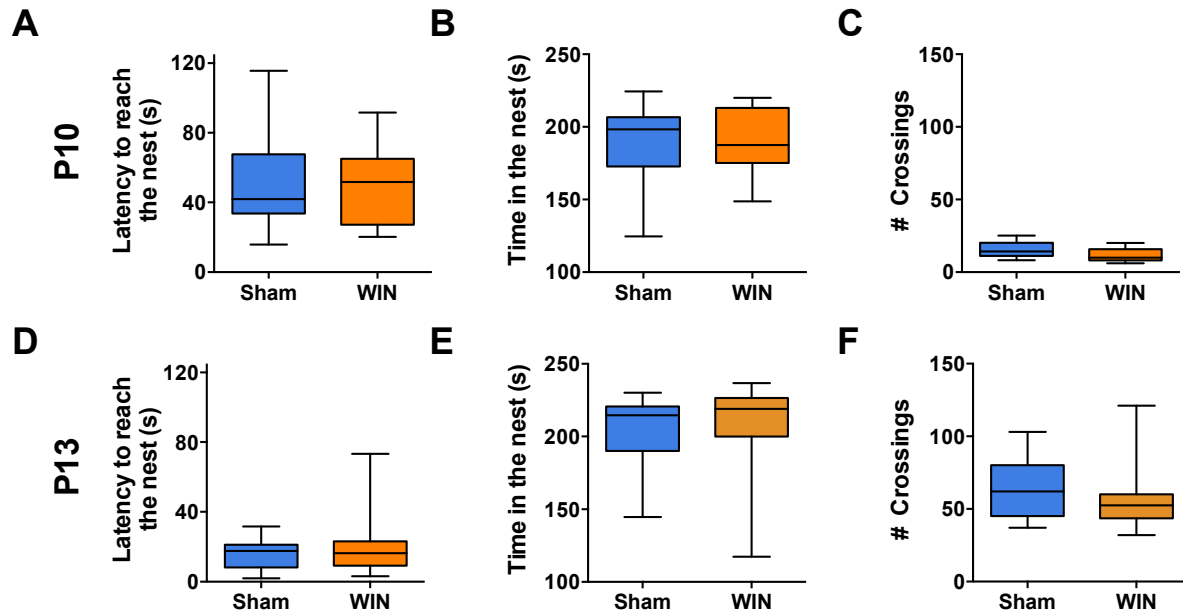 A
B
C
P10
Latency to reach
the nest (s)
120
80
40
0
Sham
WIN
Time in the nest (s)
250
200
150
100
Sham
WIN
# Crossings
150
100
50
0
Sham
WIN
D
E
F
P13
Latency to reach
the nest (s)
120
80
40
0
Sham
WIN
Time in the nest (s)
250
200
150
100
Sham
WIN
# Crossings
150
100
50
0
Sham
WIN